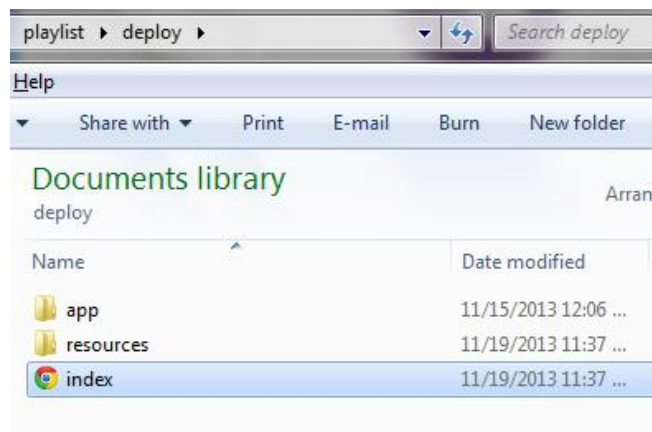 playlist deploy Search deploy
Help
Share with Print E-mail Burn New folder
Documents library
deploy
Arran
Name Date modified
app 11/15/2013 12:06 ...
resources 11/19/2013 11:37 ...
index 11/19/2013 11:37 ...